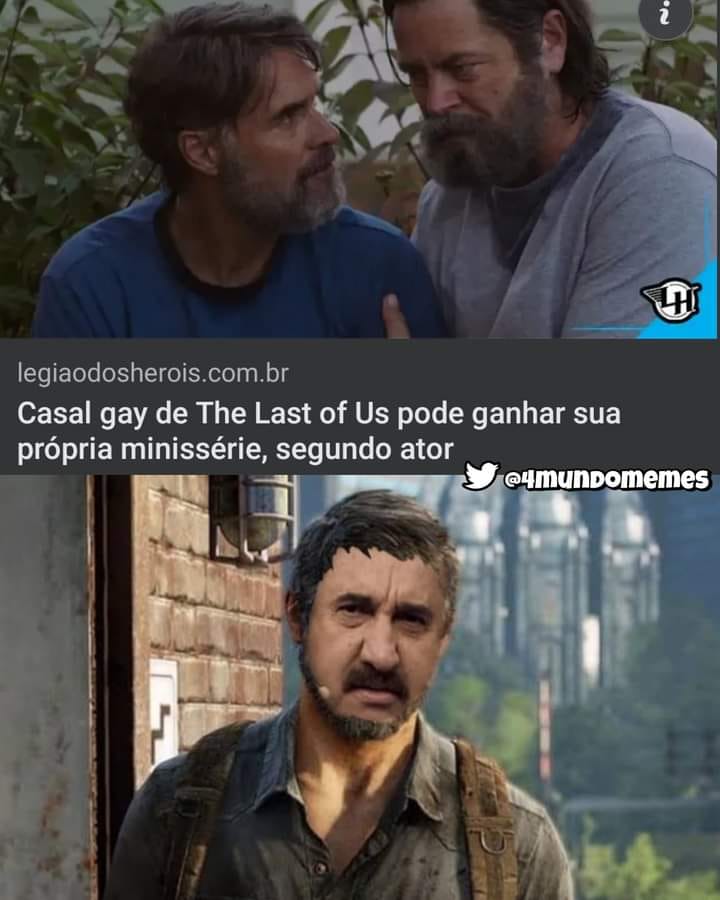 i
LH
legiaodosherois.com.br
Casal gay de The Last of Us pode ganhar sua
própria minissérie, segundo ator
@4mundomemes